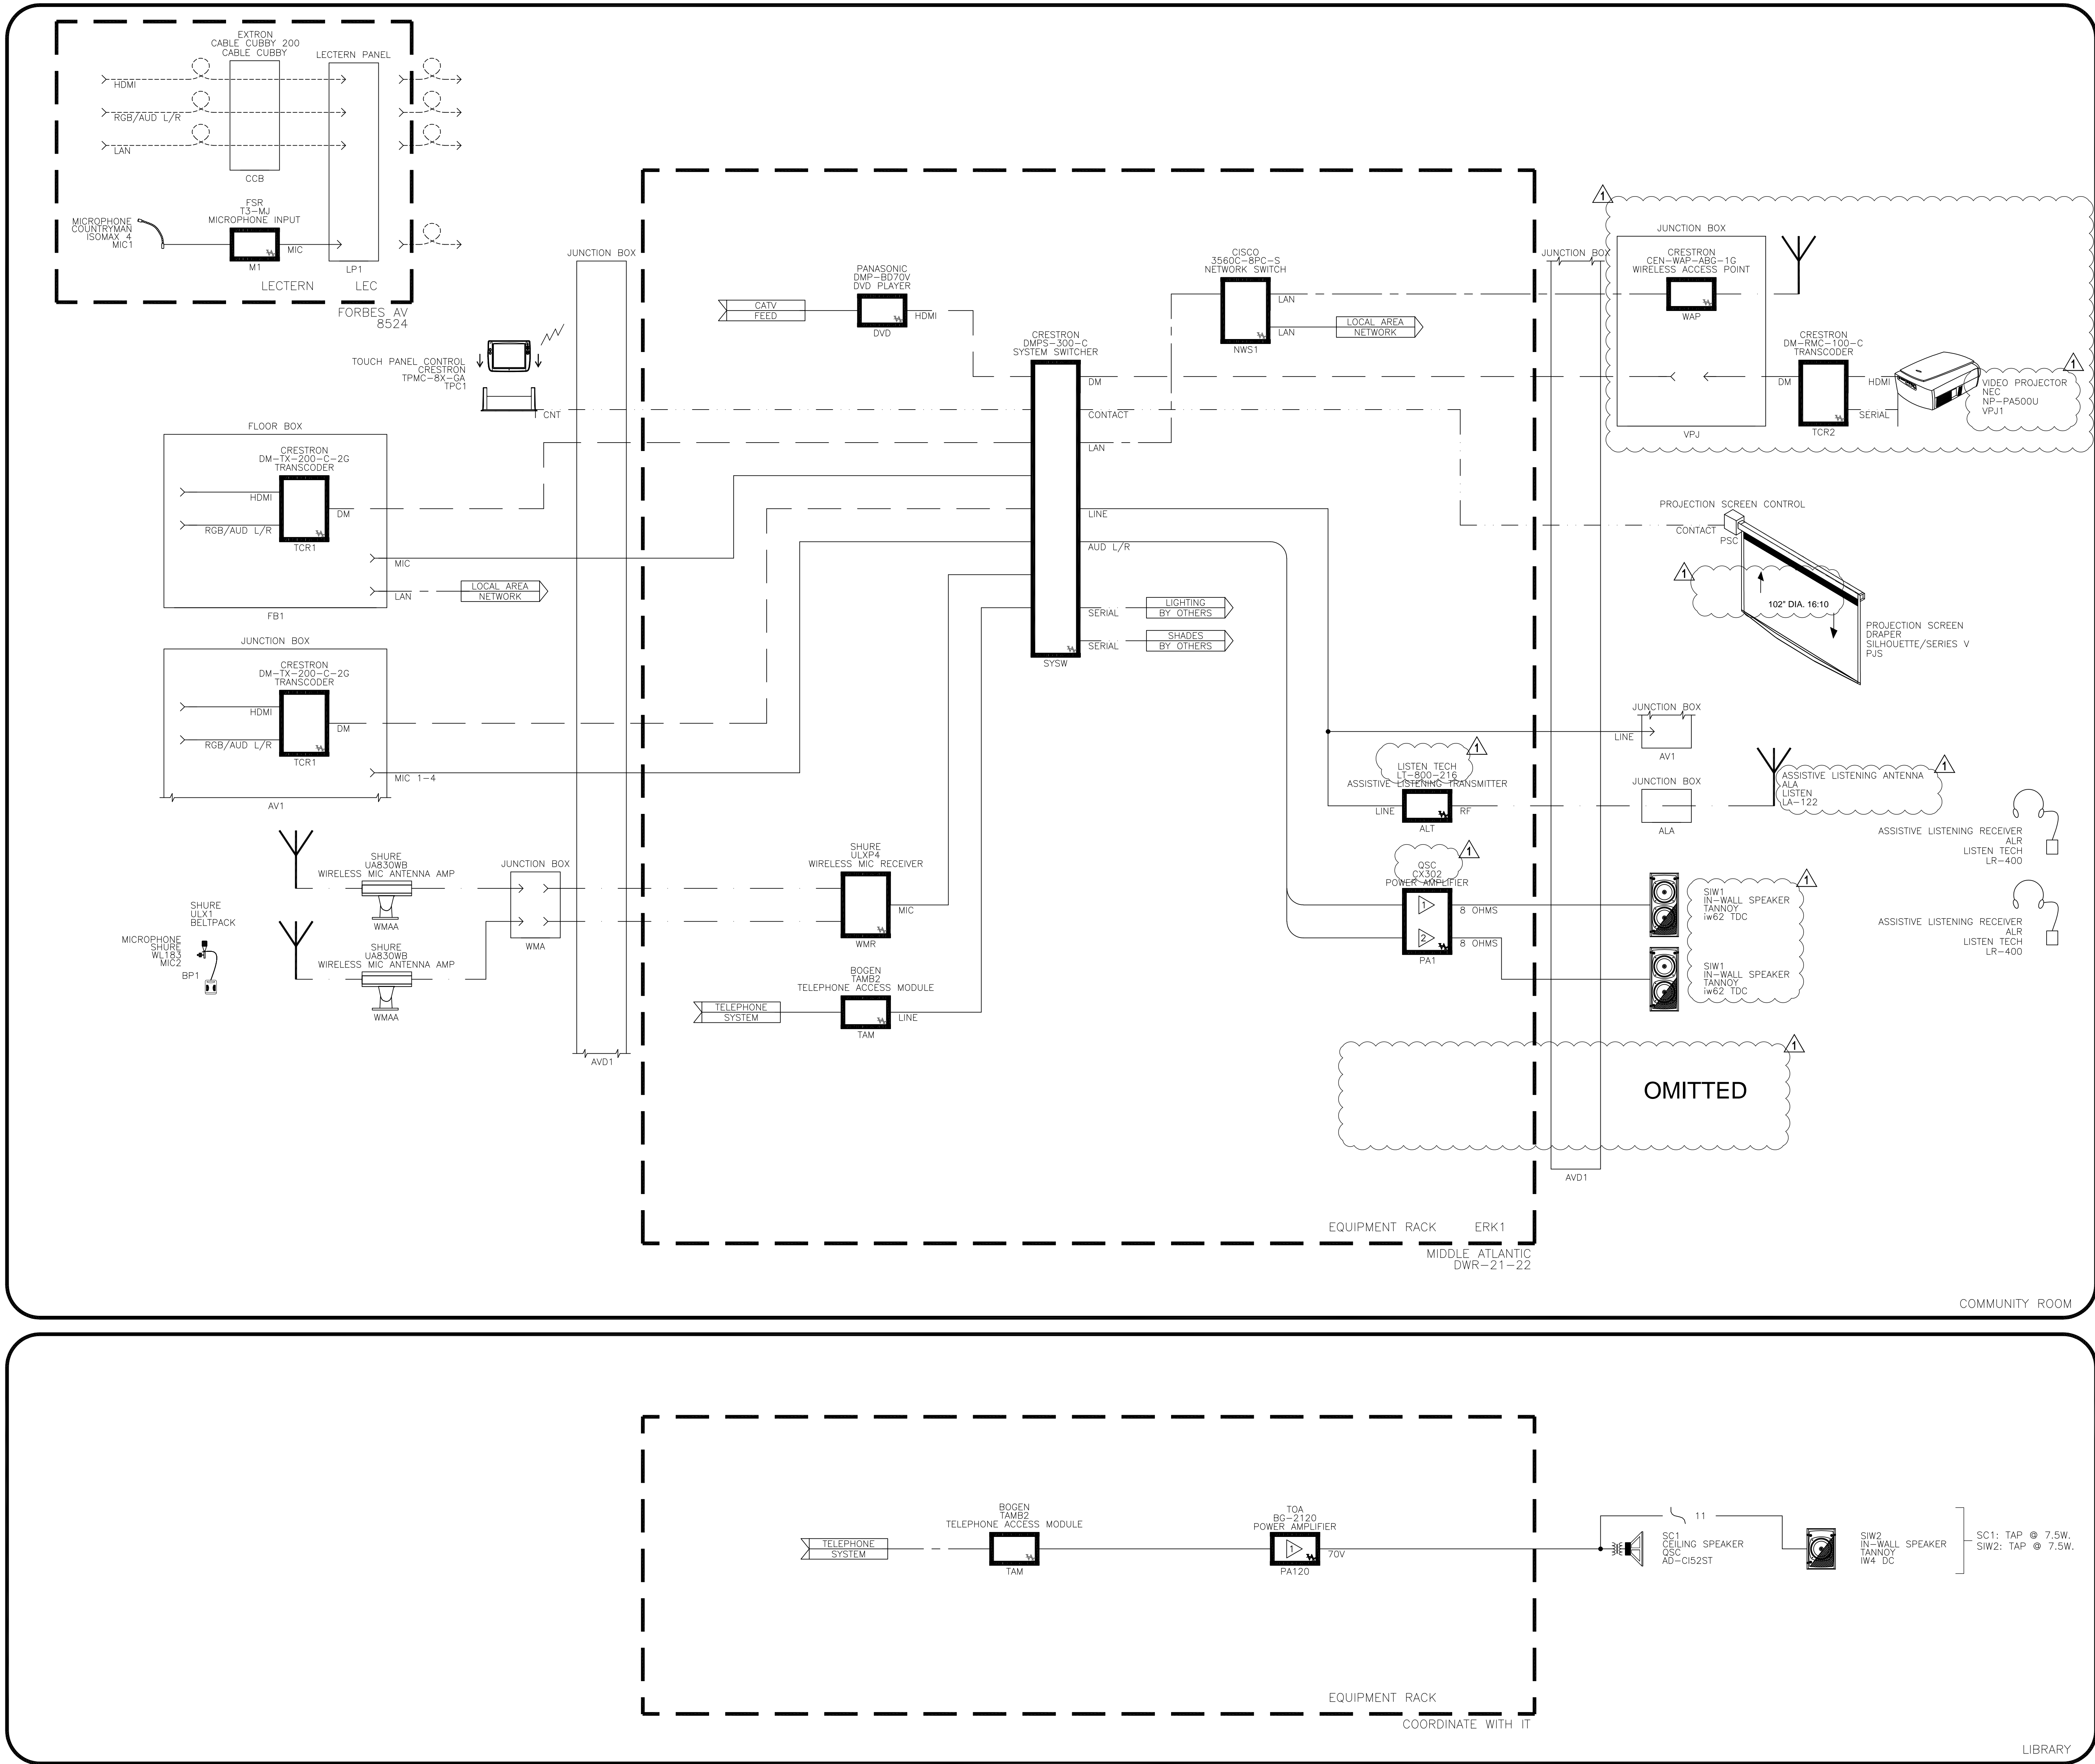 EXTRON
CABLE CUBBY 200
CABLE CUBBY
LECTERN PANEL
HDMI
RGB/AUD L/R
LAN
CCB
FSR
T3-MJ
MICROPHONE INPUT
MICROPHONE
COUNTRYMAN
ISOMAX 4
MIC1
MIC
M1
LP1
LECTERN LEC
FORBES AV
8524
TOUCH PANEL CONTROL
CRESTRON
TPMC-8X-GA
TPC1
CNT
FLOOR BOX
CRESTRON
DM-TX-200-C-2G
TRANSCODER
HDMI
DM
RGB/AUD L/R
TCR1
MIC
LAN
LOCAL AREA
NETWORK
FB1
JUNCTION BOX
CRESTRON
DM-TX-200-C-2G
TRANSCODER
HDMI
DM
RGB/AUD L/R
TCR1
MIC 1-4
AV1
SHURE
UA830WB
WIRELESS MIC ANTENNA AMP
WMAA
SHURE
UA830WB
WIRELESS MIC ANTENNA AMP
WMAA
SHURE
ULX1
BELTPACK
MICROPHONE
SHURE
WL183
MIC2
BP1
JUNCTION BOX
WMA
JUNCTION BOX
AVD1
CATV
FEED
PANASONIC
DMP-BD70V
DVD PLAYER
HDMI
DVD
CRESTRON
DMPS-300-C
SYSTEM SWITCHER
DM
CONTACT
LAN
LINE
AUD L/R
SERIAL
LIGHTING
BY OTHERS
SERIAL
SHADES
BY OTHERS
SYSW
CISCO
3560C-8PC-S
NETWORK SWITCH
LAN
LAN
LOCAL AREA
NETWORK
NWS1
SHURE
ULXP4
WIRELESS MIC RECEIVER
MIC
WMR
BOGEN
TAMB2
TELEPHONE ACCESS MODULE
TELEPHONE
SYSTEM
LINE
TAM
1
LISTEN TECH
LT-800-216
ASSISTIVE LISTENING TRANSMITTER
LINE
RF
ALT
1
QSC
CX302
POWER AMPLIFIER
1
8 OHMS
2
8 OHMS
PA1
EQUIPMENT RACK ERK1
MIDDLE ATLANTIC
DWR-21-22
JUNCTION BOX
AVD1
1
JUNCTION BOX
CRESTRON
CEN-WAP-ABG-1G
WIRELESS ACCESS POINT
WAP
VPJ
CRESTRON
DM-RMC-100-C
TRANSCODER
DM
HDMI
SERIAL
TCR2
1
VIDEO PROJECTOR
NEC
NP-PA500U
VPJ1
PROJECTION SCREEN CONTROL
CONTACT
PSC
1
102" DIA. 16:10
PROJECTION SCREEN
DRAPER
SILHOUETTE/SERIES V
PJS
JUNCTION BOX
LINE
AV1
JUNCTION BOX
ALA
1
ASSISTIVE LISTENING ANTENNA
ALA
LISTEN
LA-122
ASSISTIVE LISTENING RECEIVER
ALR
LISTEN TECH
LR-400
ASSISTIVE LISTENING RECEIVER
ALR
LISTEN TECH
LR-400
1
SIW1
IN-WALL SPEAKER
TANNOY
iw62 TDC
SIW1
IN-WALL SPEAKER
TANNOY
iw62 TDC
1
OMITTED
COMMUNITY ROOM
TELEPHONE
SYSTEM
BOGEN
TAMB2
TELEPHONE ACCESS MODULE
TAM
TOA
BG-2120
POWER AMPLIFIER
1
70V
PA120
11
SC1
CEILING SPEAKER
QSC
AD-CI52ST
SIW2
IN-WALL SPEAKER
TANNOY
IW4 DC
SC1: TAP @ 7.5W.
SIW2: TAP @ 7.5W.
EQUIPMENT RACK
COORDINATE WITH IT
LIBRARY